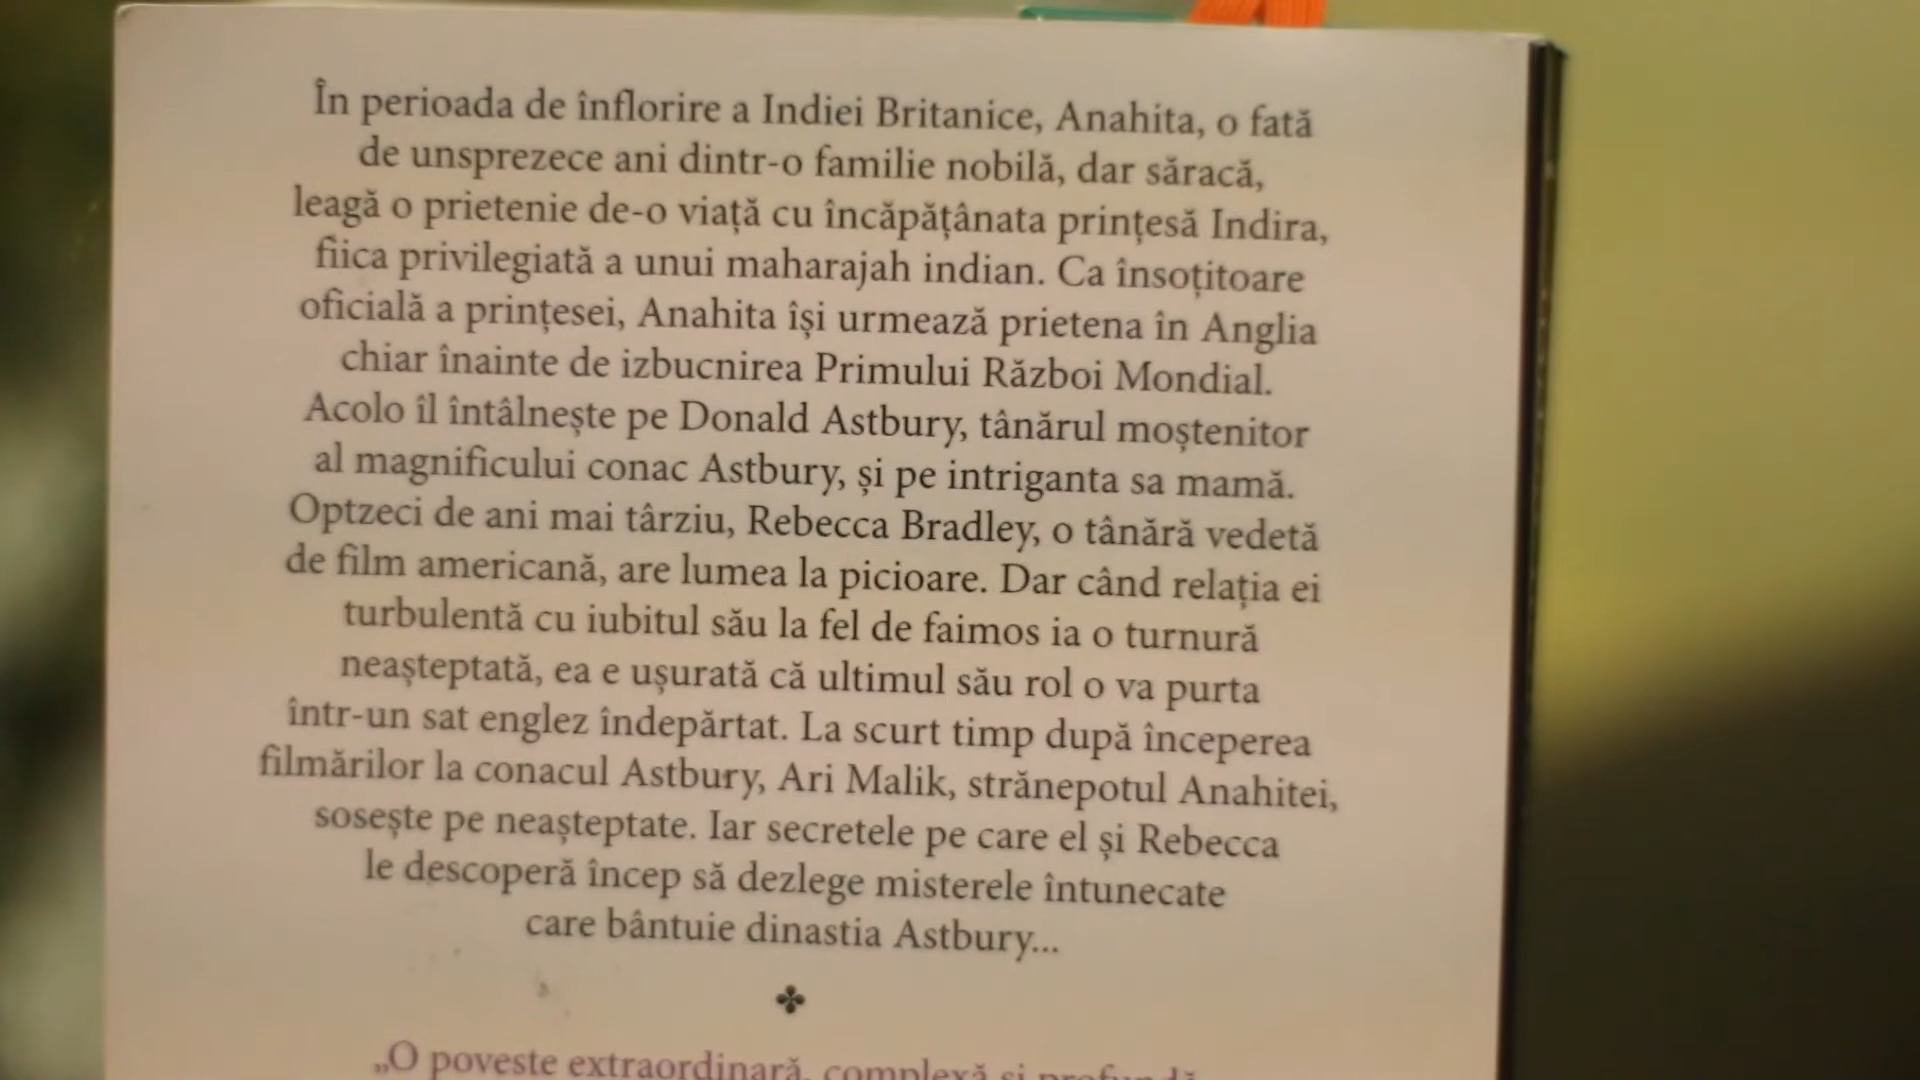 În perioada de înflorire a Indiei Britanice, Anahita, o fată
de unsprezece ani dintr-o familie nobilă, dar săracă,
leagă o prietenie de-o viață cu încăpățânata prințesă Indira,
fiica privilegiată a unui maharajah indian. Ca însoțitoare
oficială a prințesei, Anahita își urmează prietena în Anglia
chiar înainte de izbucnirea Primului Război Mondial.
Acolo îl întâlnește pe Donald Astbury, tânărul moștenitor
al magnificului conac Astbury, și pe intriganta sa mamă.
Optzeci de ani mai târziu, Rebecca Bradley, o tânără vedetă
de film americană, are lumea la picioare. Dar când relația ei
turbulentă cu iubitul său la fel de faimos ia o turnură
neașteptată, ea e ușurată că ultimul său rol o va purta
într-un sat englez îndepărtat. La scurt timp după începerea
filmărilor la conacul Astbury, Ari Malik, strănepotul Anahitei,
sosește pe neașteptate. Iar secretele pe care el și Rebecca
le descoperă încep să dezlege misterele întunecate
care bântuie dinastia Astbury...
„O poveste extraordinară, complexă și profundă